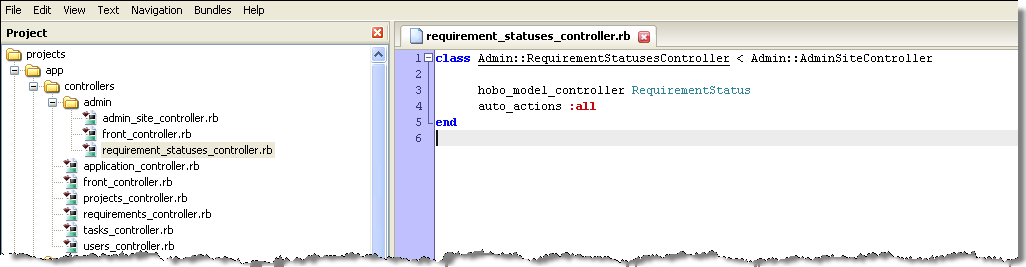 File Edit View Text Navigation Bundles Help
Project
projects
app
controllers
admin
admin_site_controller.rb
front_controller.rb
requirement_statuses_controller.rb
application_controller.rb
front_controller.rb
projects_controller.rb
requirements_controller.rb
tasks_controller.rb
users_controller.rb
requirement_statuses_controller.rb
1 class Admin::RequirementStatusesController < Admin::AdminSiteController
2
3 hobo_model_controller RequirementStatus
4 auto_actions :all
5 end
6